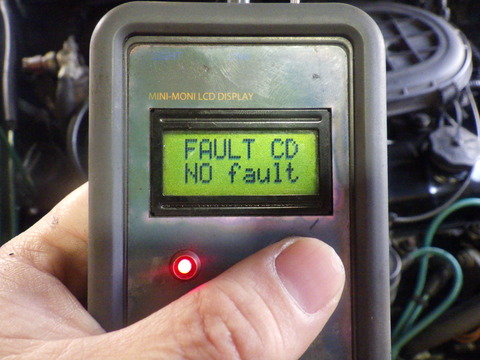 MINI-MONI LCD DISPLAY
FAULT CD
NO fault